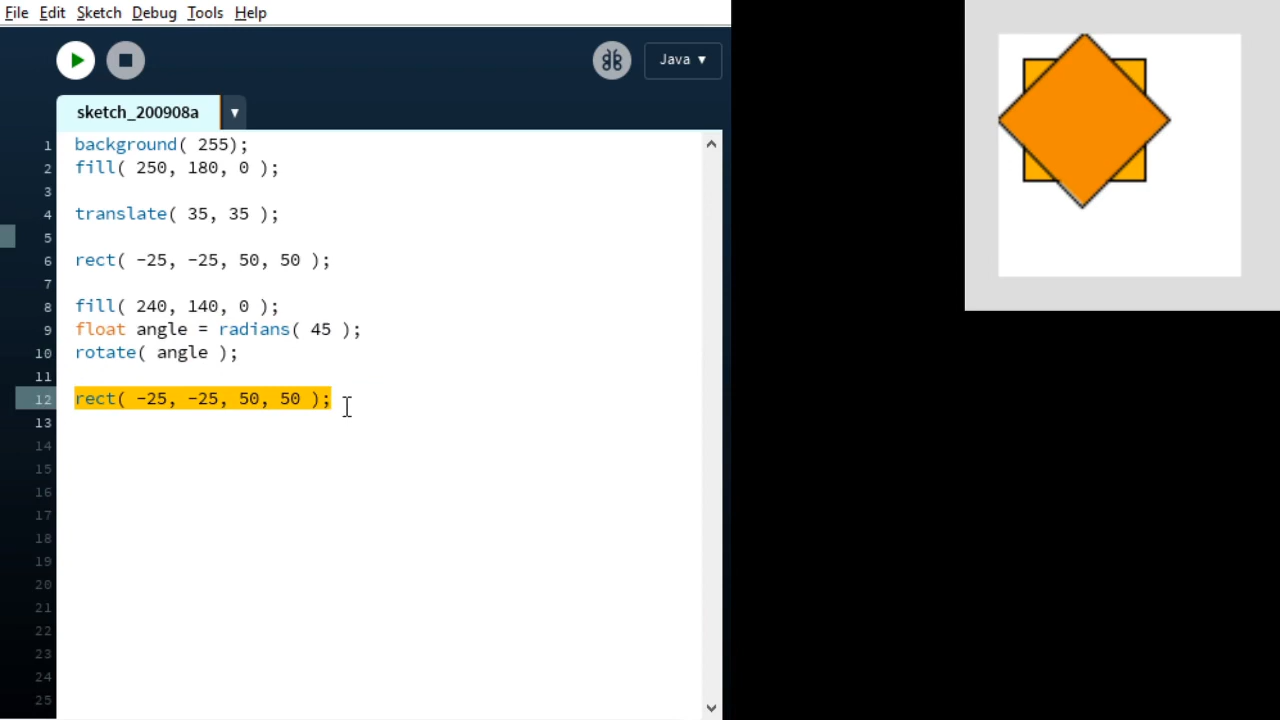 File Edit Sketch Debug Tools Help
Java ▼
sketch_200908a ▼
1 background( 255);
2 fill( 250, 180, 0 );
3
4 translate( 35, 35 );
5
6 rect( -25, -25, 50, 50 );
7
8 fill( 240, 140, 0 );
9 float angle = radians( 45 );
10 rotate( angle );
11
12 rect( -25, -25, 50, 50 );
13
14
15
16
17
18
19
20
21
22
23
24
25